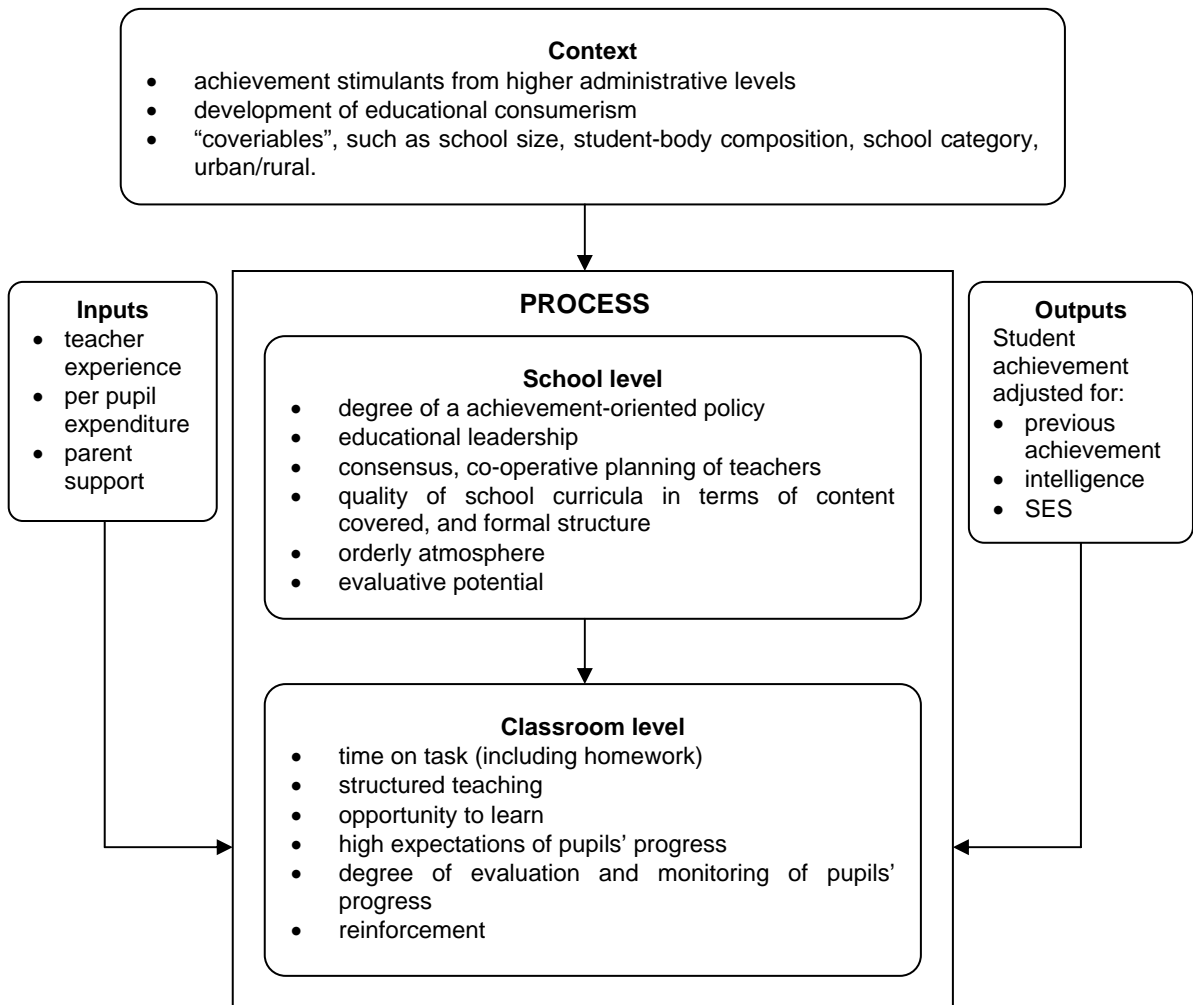 Context
• achievement stimulants from higher administrative levels
• development of educational consumerism
• “coveriables”, such as school size, student-body composition, school category,
urban/rural.
Inputs
• teacher
experience
• per pupil
expenditure
• parent
support
PROCESS
School level
• degree of a achievement-oriented policy
• educational leadership
• consensus, co-operative planning of teachers
• quality of school curricula in terms of content
covered, and formal structure
• orderly atmosphere
• evaluative potential
Classroom level
• time on task (including homework)
• structured teaching
• opportunity to learn
• high expectations of pupils’ progress
• degree of evaluation and monitoring of pupils’
progress
• reinforcement
Outputs
Student
achievement
adjusted for:
• previous
achievement
• intelligence
• SES